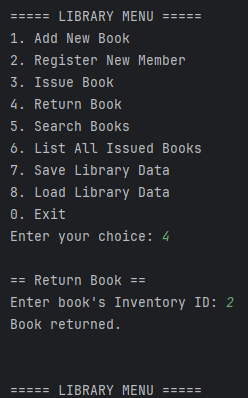 ===== LIBRARY MENU =====
1. Add New Book
2. Register New Member
3. Issue Book
4. Return Book
5. Search Books
6. List All Issued Books
7. Save Library Data
8. Load Library Data
0. Exit
Enter your choice: 4
== Return Book ==
Enter book's Inventory ID: 2
Book returned.
===== LIBRARY MENU =====